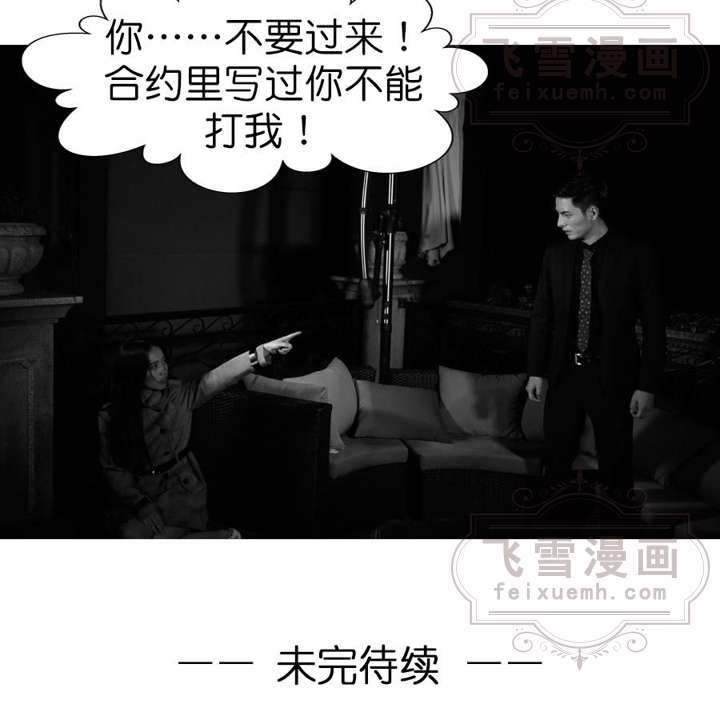 你……不要过来！
合约里写过你不能
打我！
飞雪漫画
feixuemh.com
飞雪漫画
feixuemh.com
—— 未完待续 ——